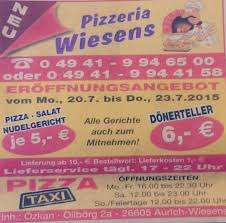 NEU
Pizzeria
Wiesens
0 49 41 - 9 94 65 00
oder 0 49 41 - 9 94 41 58
ERÖFFNUNGSANGEBOT
vom Mo., 20.7. bis Do., 23.7.2015
PIZZA - SALAT
NUDELGERICHT
je 5,- €
Alle Gerichte
auch zum
Mitnehmen!
DÖNERTELLER
6,- €
Lieferung ab 10,- € Bestellwert: Lieferkosten 1,- €
Lieferservice tägl. 17 - 22 Uhr
PIZZA
TAXI
ÖFFNUNGSZEITEN
Mo.-Fr. 16.00 bis 22.30 Uhr
Sa. 12.00 bis 23.00 Uhr
So./Feiertage 12.00 bis 22.00 Uhr
Inh.: Özkan - Oilbörg 2a - 26605 Aurich-Wiesens